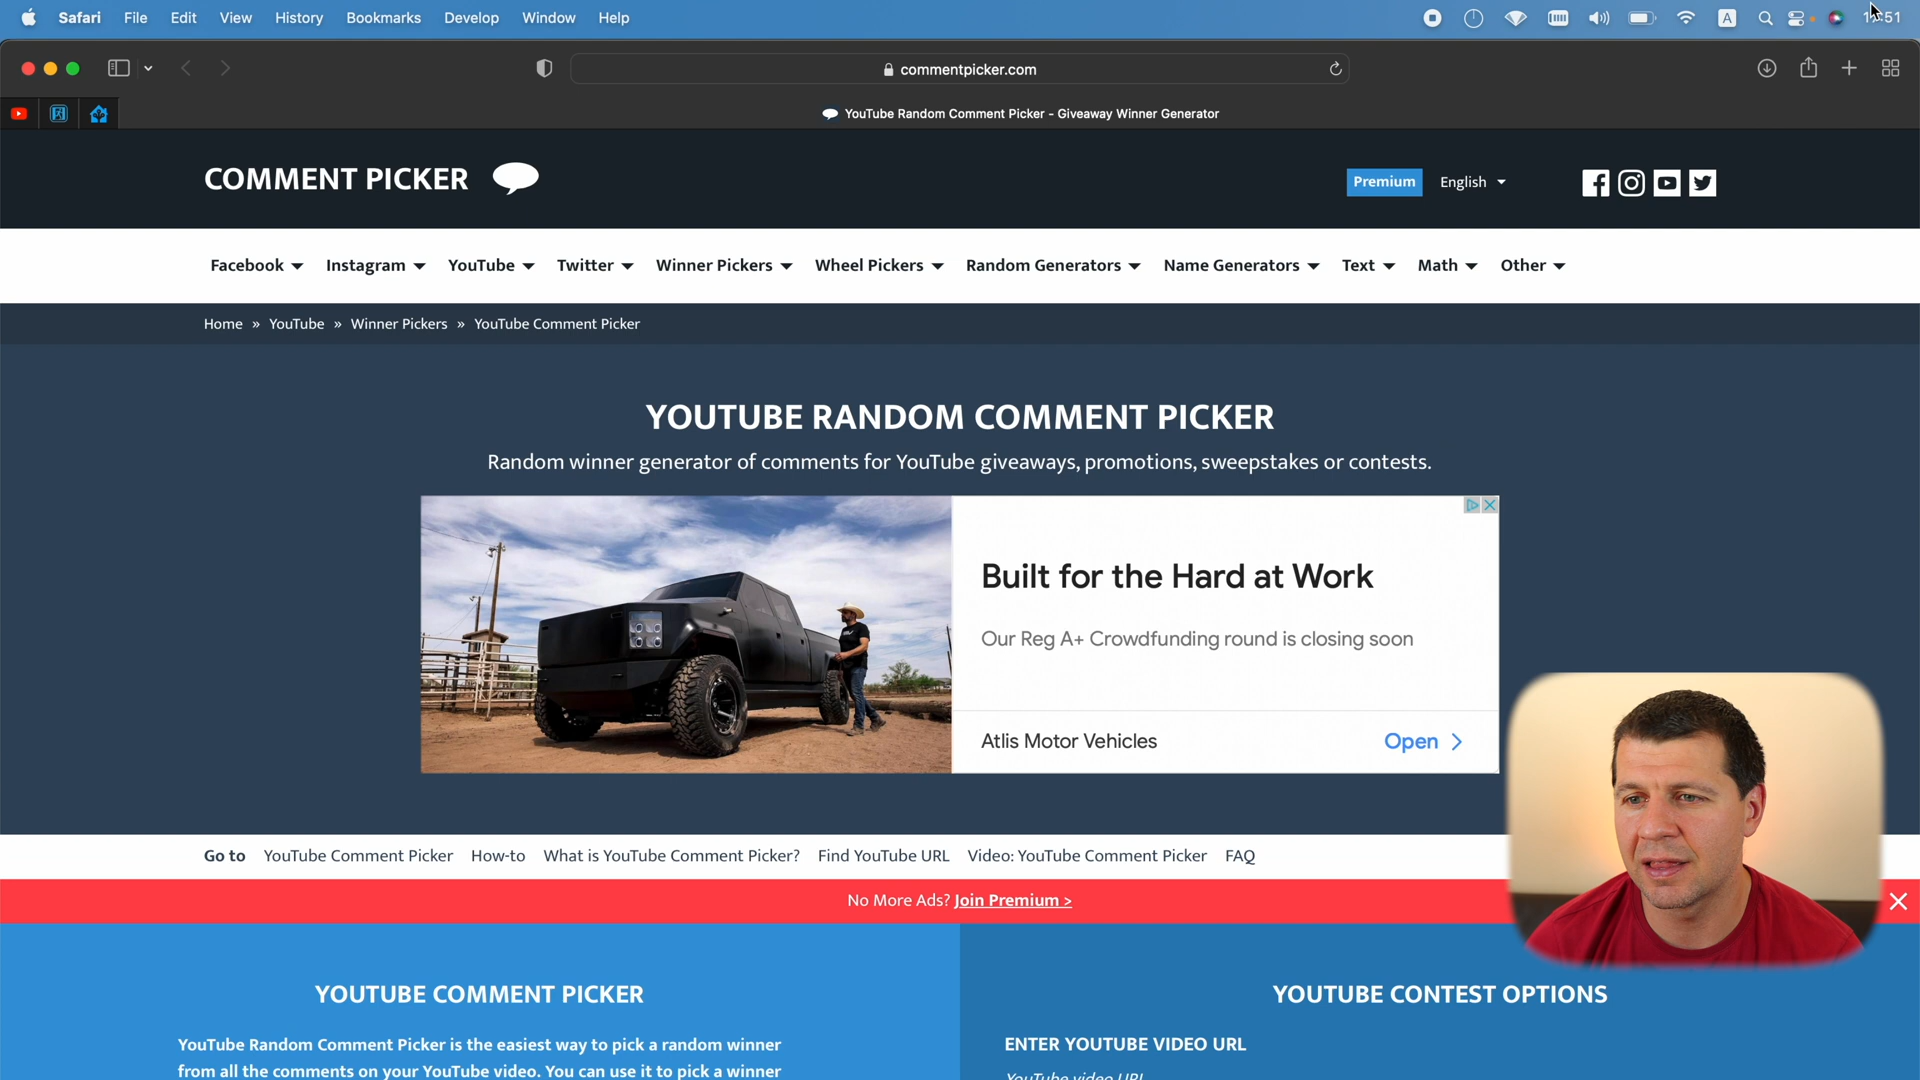 Safari File Edit View History Bookmarks Develop Window Help
A
commentpicker.com
YouTube Random Comment Picker - Giveaway Winner Generator
COMMENT PICKER
Premium English
Facebook Instagram YouTube Twitter Winner Pickers Wheel Pickers Random Generators Name Generators Text Math Other
Home » YouTube » Winner Pickers » YouTube Comment Picker
YOUTUBE RANDOM COMMENT PICKER
Random winner generator of comments for YouTube giveaways, promotions, sweepstakes or contests.
Built for the Hard at Work
Our Reg A+ Crowdfunding round is closing soon
Atlis Motor Vehicles
Open
Go to YouTube Comment Picker How-to What is YouTube Comment Picker? Find YouTube URL Video: YouTube Comment Picker FAQ
No More Ads? Join Premium >
YOUTUBE COMMENT PICKER
YouTube Random Comment Picker is the easiest way to pick a random winner
from all the comments on your YouTube video. You can use it to pick a winner
YOUTUBE CONTEST OPTIONS
ENTER YOUTUBE VIDEO URL
YouTube video URL